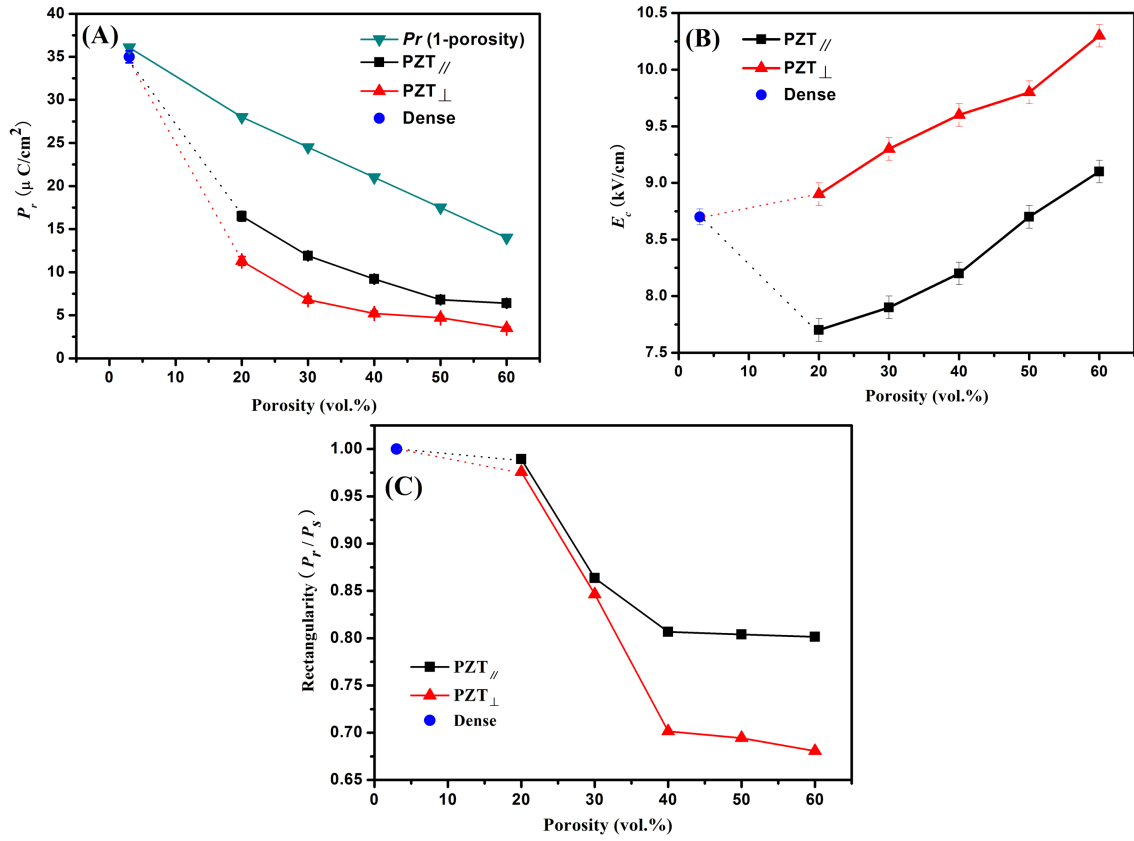 (A)
Pr (1-porosity)
PZT //
PZT ⊥
Dense
40
35
30
25
20
15
10
5
0
P_r (μ C/cm²)
0 10 20 30 40 50 60
Porosity (vol.%)
(B)
PZT //
PZT ⊥
Dense
10.5
10.0
9.5
9.0
8.5
8.0
7.5
E_c (kV/cm)
0 10 20 30 40 50 60
Porosity (vol.%)
(C)
1.00
0.95
0.90
0.85
0.80
0.75
0.70
0.65
Rectangularity (P_r / P_s)
PZT //
PZT ⊥
Dense
0 10 20 30 40 50 60
Porosity (vol.%)